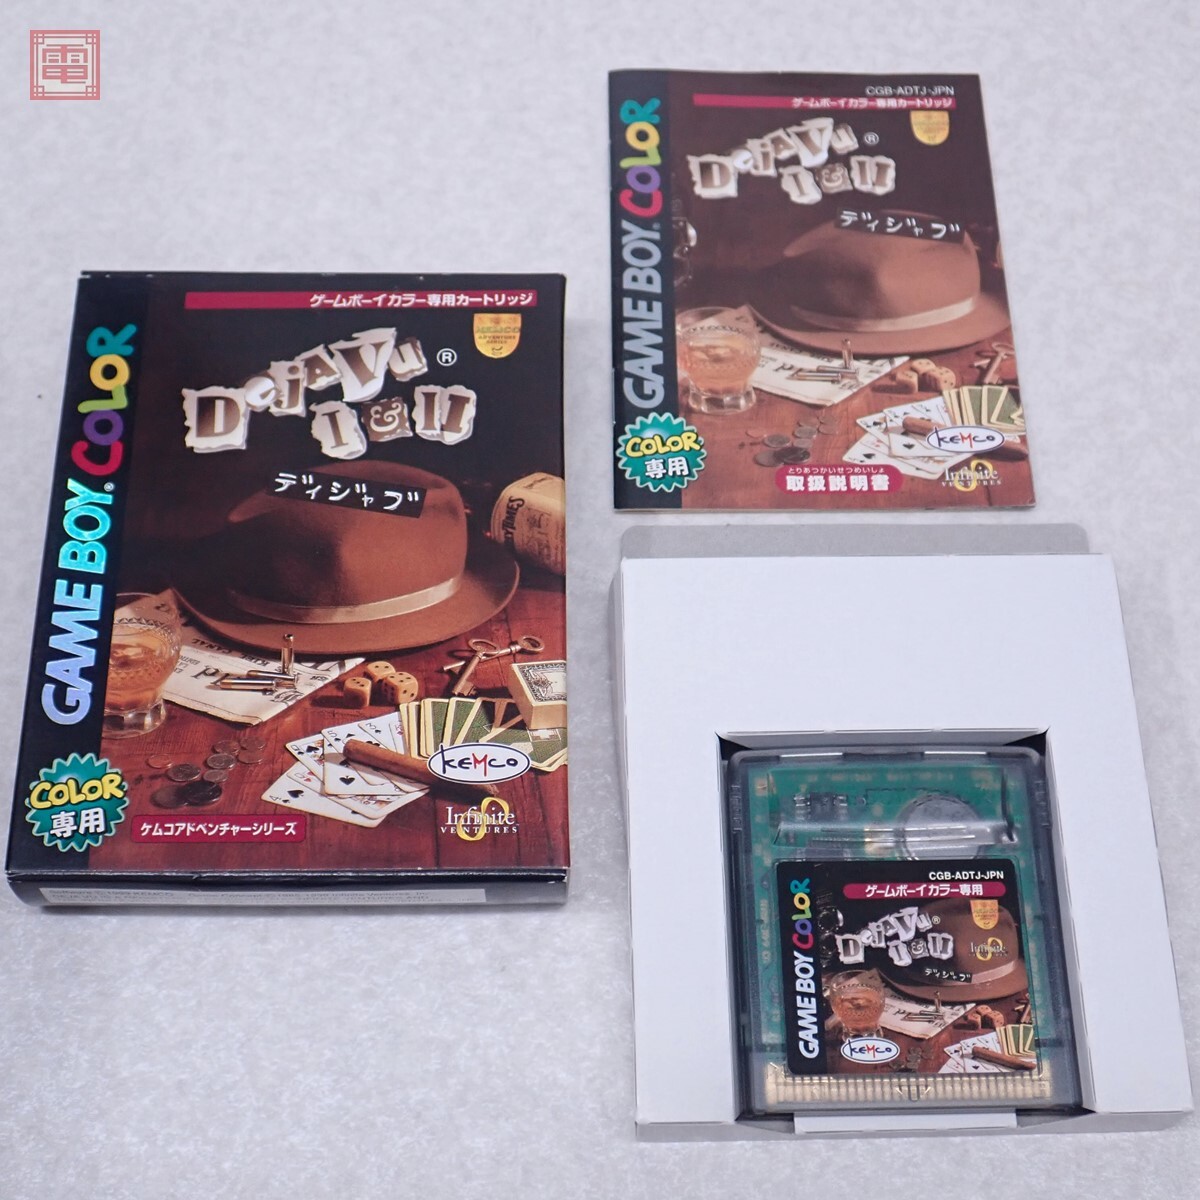 電
ゲームボーイカラー専用カートリッジ
KEMCO
ADVENTURE
SERIES
Dejavu ®
I & II
ディジャブ
TIMES
GAME BOY COLOR
COLOR
専用
ケムコアドベンチャーシリーズ
KEMCO
Infinite
VENTURES
CGB-ADTJ-JPN
ゲームボーイカラー専用カートリッジ
Dejavu ®
I & II
ディジャブ
GAME BOY COLOR
COLOR
専用
とりあつかいせつめいしょ
取扱説明書
KEMCO
Infinite
VENTURES
CGB-ADTJ-JPN
ゲームボーイカラー専用
Dejavu ®
I & II
ディジャブ
Infinite
VENTURES
GAME BOY COLOR
KEMCO